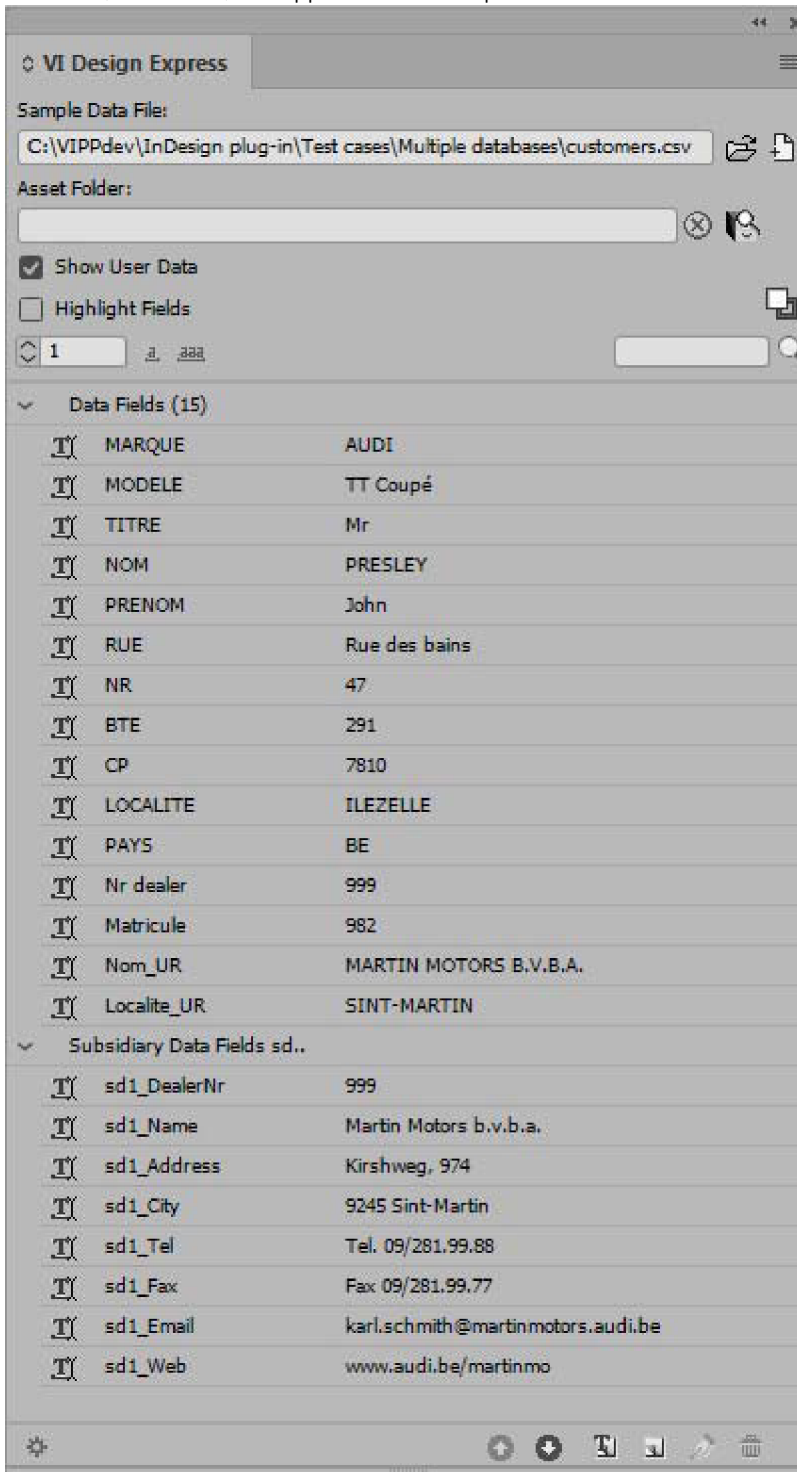 VI Design Express
Sample Data File:
C:\VIPPdev\InDesign plug-in\Test cases\Multiple databases\customers.csv
Asset Folder:
Show User Data
Highlight Fields
1 a aaa
Data Fields (15)
MARQUE AUDI
MODELE TT Coupé
TITRE Mr
NOM PRESLEY
PRENOM John
RUE Rue des bains
NR 47
BTE 291
CP 7810
LOCALITE ILEZELLE
PAYS BE
Nr dealer 999
Matricule 982
Nom_UR MARTIN MOTORS B.V.B.A.
Localite_UR SINT-MARTIN
Subsidiary Data Fields sd..
sd1_DealerNr 999
sd1_Name Martin Motors b.v.b.a.
sd1_Address Kirshweg, 974
sd1_City 9245 Sint-Martin
sd1_Tel Tel. 09/281.99.88
sd1_Fax Fax 09/281.99.77
sd1_Email karl.schmith@martinmotors.audi.be
sd1_Web www.audi.be/martinmo